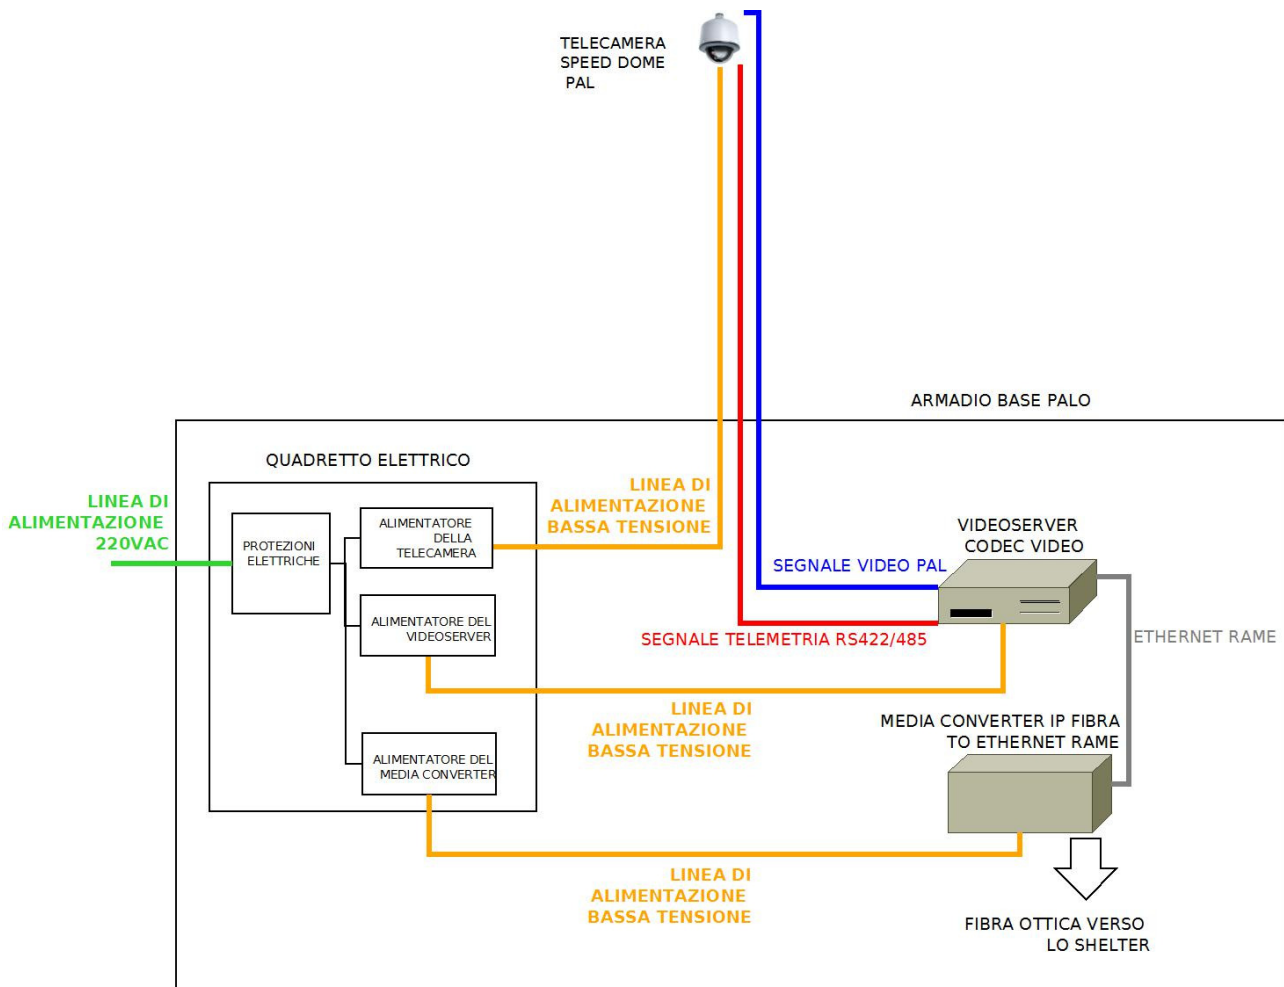 TELECAMERA
SPEED DOME
PAL
ARMADIO BASE PALO
QUADRETTO ELETTRICO
LINEA DI
ALIMENTAZIONE
220VAC
PROTEZIONI
ELETTRICHE
ALIMENTATORE
DELLA
TELECAMERA
LINEA DI
ALIMENTAZIONE
BASSA TENSIONE
VIDEOSERVER
CODEC VIDEO
SEGNALE VIDEO PAL
ALIMENTATORE DEL
VIDEOSERVER
SEGNALE TELEMETRIA RS422/485
ETHERNET RAME
LINEA DI
ALIMENTAZIONE
BASSA TENSIONE
MEDIA CONVERTER IP FIBRA
TO ETHERNET RAME
ALIMENTATORE DEL
MEDIA CONVERTER
LINEA DI
ALIMENTAZIONE
BASSA TENSIONE
FIBRA OTTICA VERSO
LO SHELTER